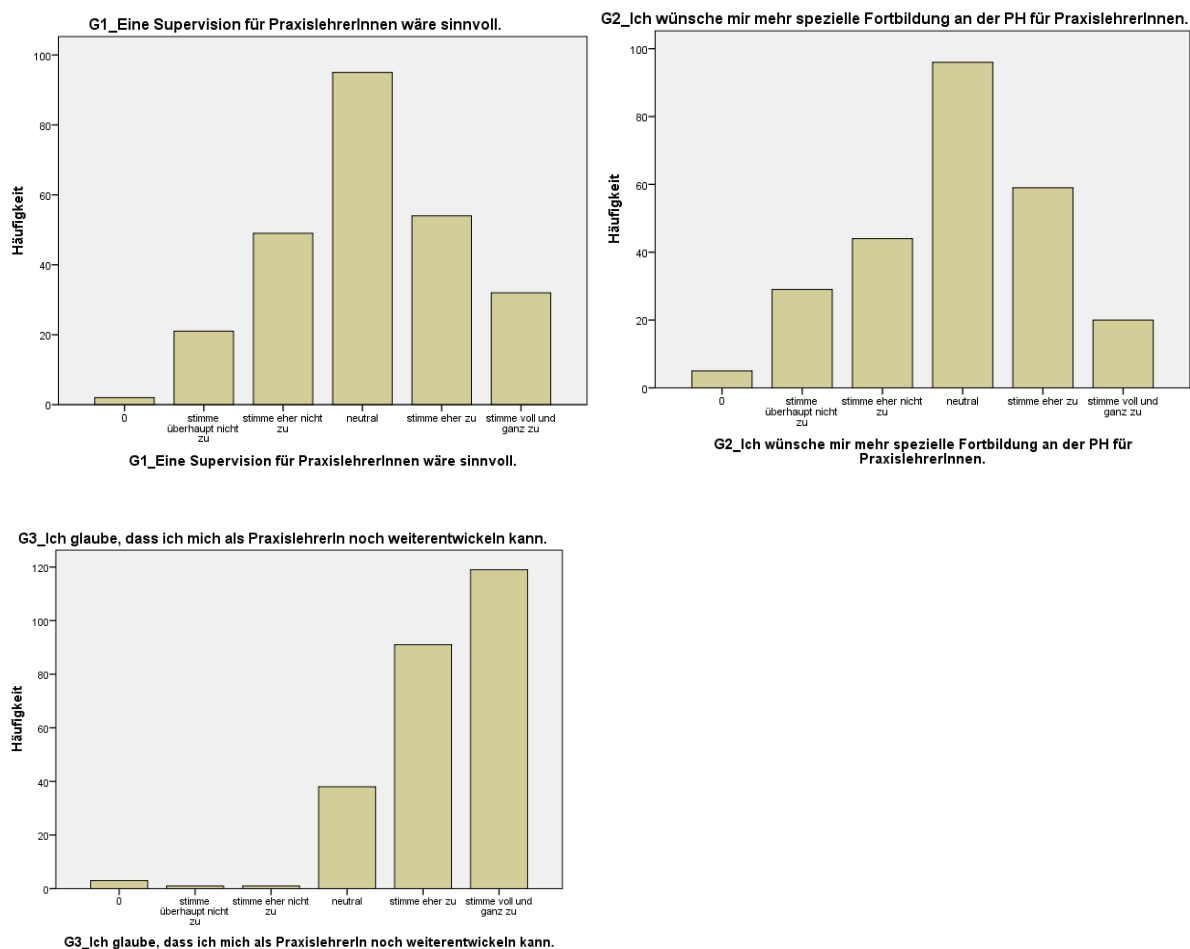 G1_Eine Supervision für PraxislehrerInnen wäre sinnvoll.
Häufigkeit
100
80
60
40
20
0
0
stimme überhaupt nicht zu
stimme eher nicht zu
neutral
stimme eher zu
stimme voll und ganz zu
G1_Eine Supervision für PraxislehrerInnen wäre sinnvoll.
G2_Ich wünsche mir mehr spezielle Fortbildung an der PH für PraxislehrerInnen.
Häufigkeit
100
80
60
40
20
0
0
stimme überhaupt nicht zu
stimme eher nicht zu
neutral
stimme eher zu
stimme voll und ganz zu
G2_Ich wünsche mir mehr spezielle Fortbildung an der PH für
PraxislehrerInnen.
G3_Ich glaube, dass ich mich als PraxislehrerIn noch weiterentwickeln kann.
Häufigkeit
120
100
80
60
40
20
0
0
stimme überhaupt nicht zu
stimme eher nicht zu
neutral
stimme eher zu
stimme voll und ganz zu
G3_Ich glaube, dass ich mich als PraxislehrerIn noch weiterentwickeln kann.